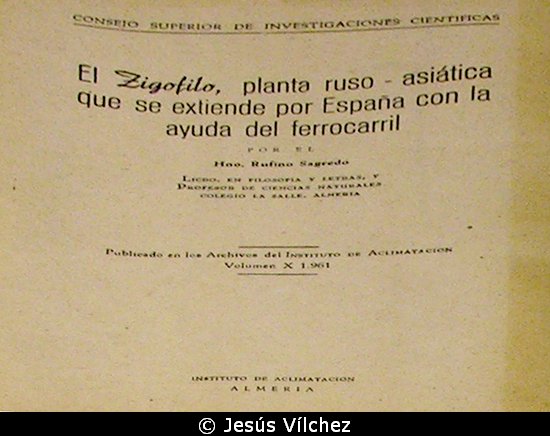 CONSEJO SUPERIOR DE INVESTIGACIONES CIENTIFICAS
El Zigofilo, planta ruso - asiática
que se extiende por España con la
ayuda del ferrocarril
POR EL
Hno. Rufino Sagredo
LICDO. EN FILOSOFIA Y LETRAS, Y
PROFESOR DE CIENCIAS NATURALES
COLEGIO LA SALLE, ALMERIA
Publicado en los Archivos del INSTITUTO DE ACLIMATACION
Volumen X 1.961
INSTITUTO DE ACLIMATACION
ALMERIA
© Jesús Vílchez